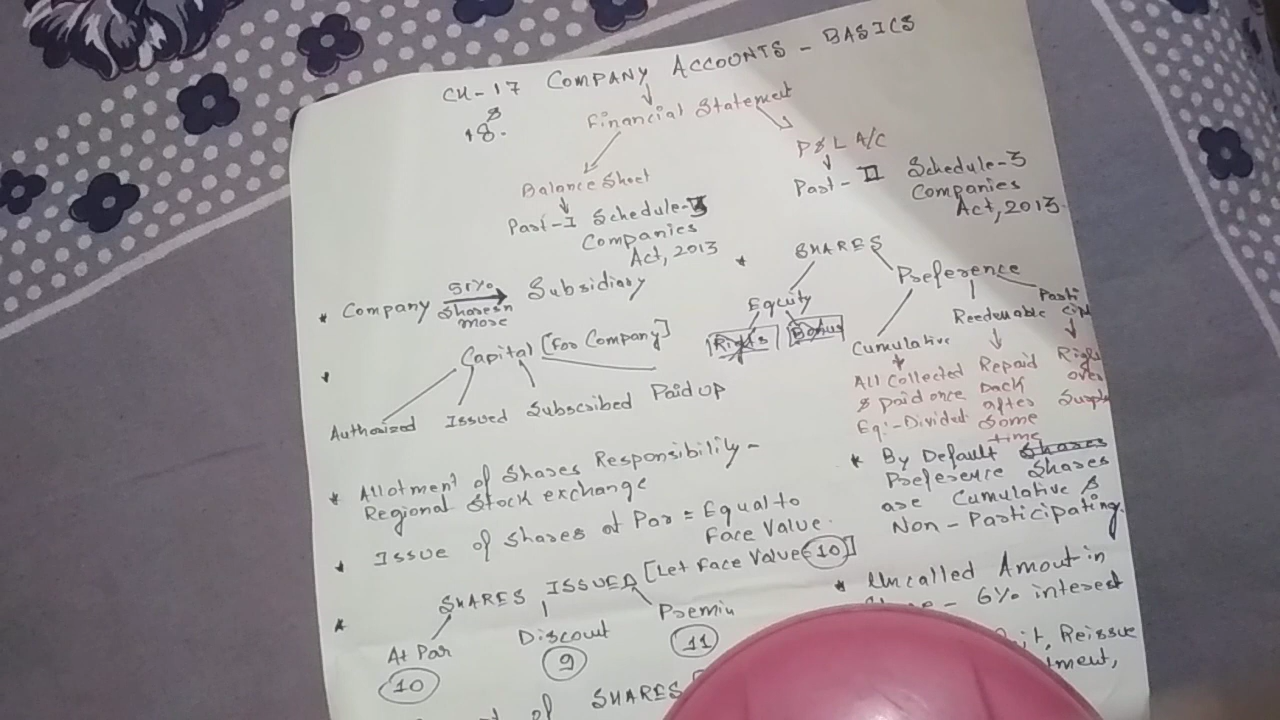 CH-17 COMPANY ACCOUNTS - BASICS
&
18.
Financial Statement
P&L A/C
Balance Sheet
Part-II Schedule-3
Companies
Act, 2013.
Part-I Schedule-3
Companies
Act, 2013
* SHARES
Equity
Preference
Rights
Bonus
Cumulative
Redeemable
All Collected
& paid once
Eg:- Divided
Repaid
back
after
some
time
* Company 51%
Shares
more
Subsidiary
Capital [For Company]
Authorised Issued Subscribed Paid up
* Allotment of Shares Responsibility -
Regional Stock exchange
* By Default Shares
Preference Shares
are Cumulative &
Non-Participating.
* Issue of Shares at Par = Equal to
Face Value.
* SHARES ISSUED [Let Face Value = 10]
At Par
10
Discount
9
Premiu
11
* Uncalled Amout in
6% interest
Reissue
of SHARES